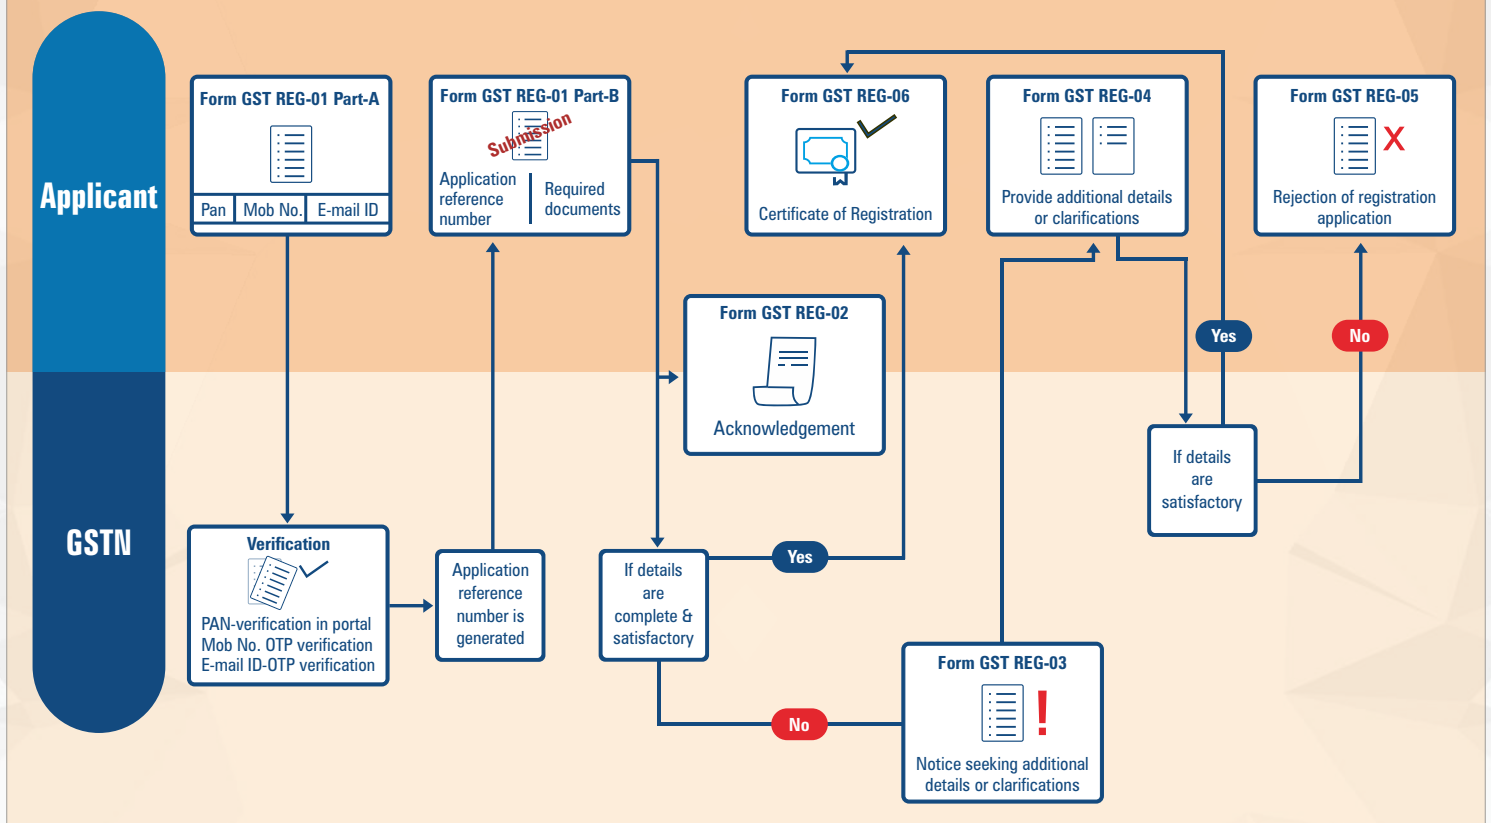 Applicant
GSTN
Form GST REG-01 Part-A
Pan
Mob No.
E-mail ID
Form GST REG-01 Part-B
Submission
Application
reference
number
Required
documents
Form GST REG-06
Certificate of Registration
Form GST REG-04
Provide additional details
or clarifications
Form GST REG-05
X
Rejection of registration
application
Form GST REG-02
Acknowledgement
Yes
No
If details
are
satisfactory
Verification
PAN-verification in portal
Mob No. OTP verification
E-mail ID-OTP verification
Application
reference
number is
generated
If details
are
complete &
satisfactory
Yes
No
Form GST REG-03
!
Notice seeking additional
details or clarifications